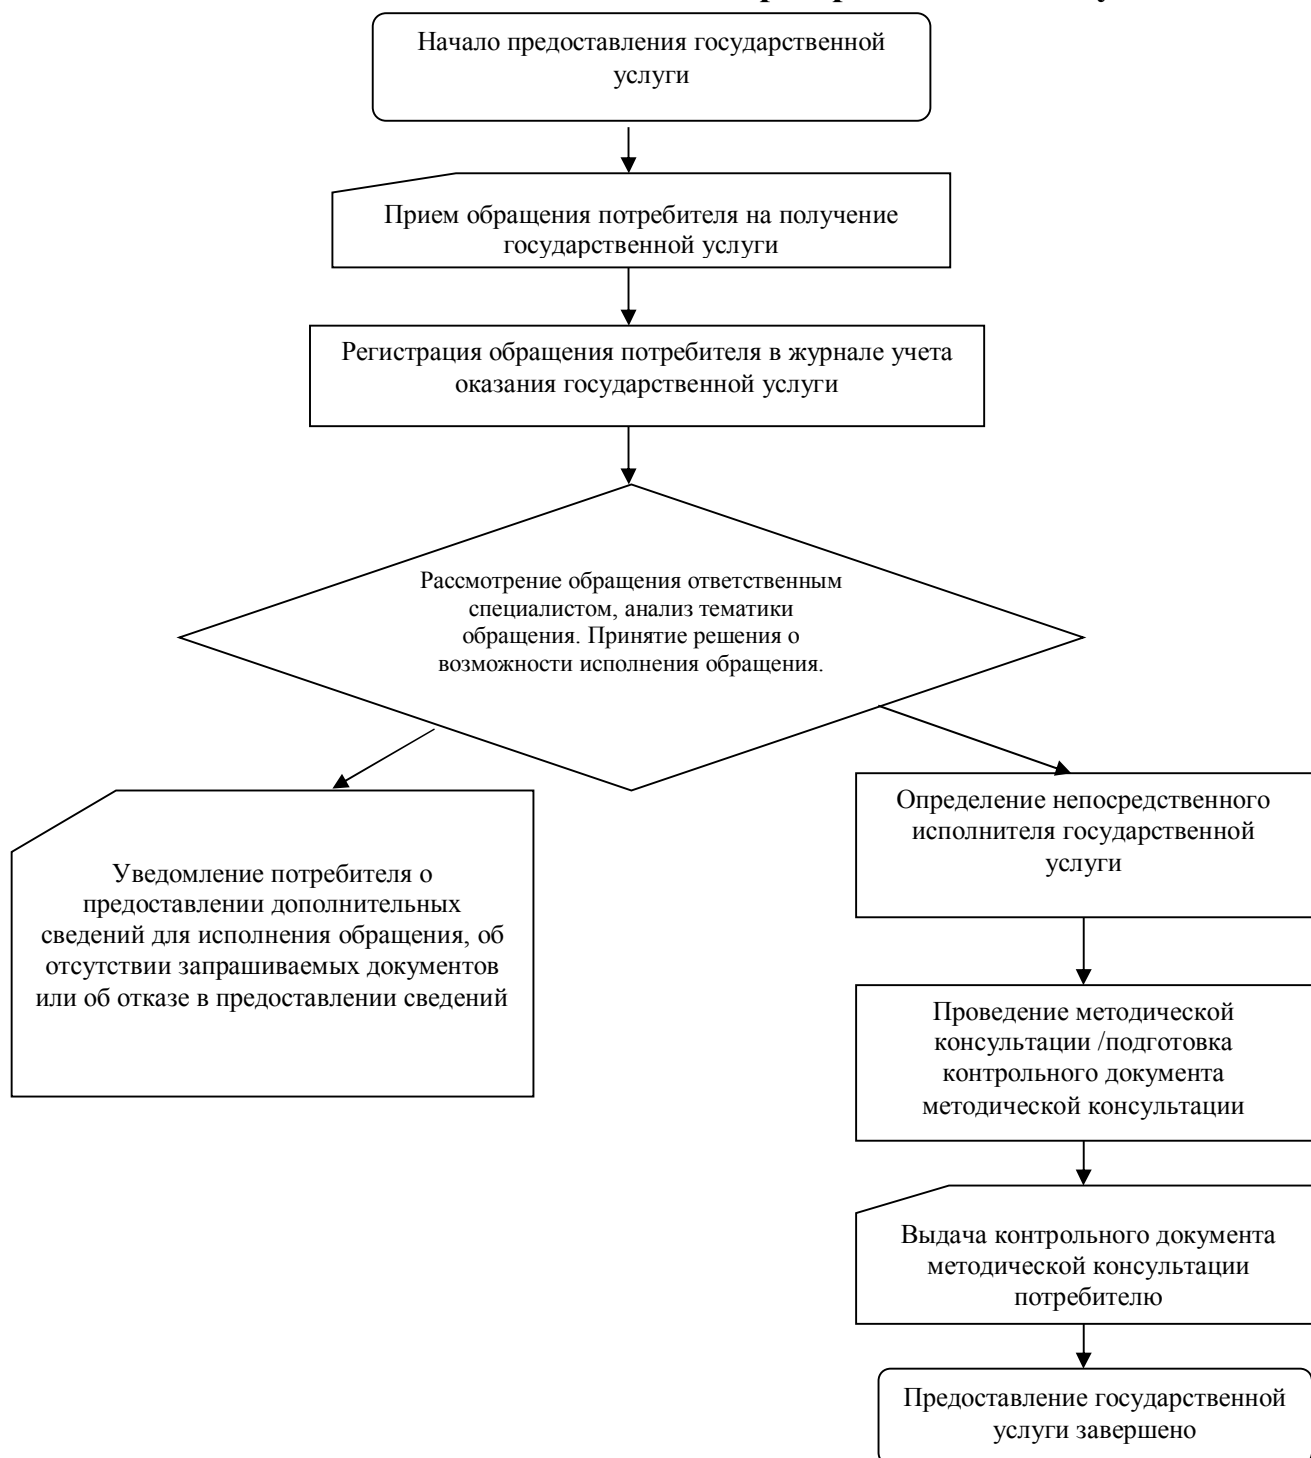 Начало предоставления государственной
услуги
Прием обращения потребителя на получение
государственной услуги
Регистрация обращения потребителя в журнале учета
оказания государственной услуги
Рассмотрение обращения ответственным
специалистом, анализ тематики
обращения. Принятие решения о
возможности исполнения обращения.
Уведомление потребителя о
предоставлении дополнительных
сведений для исполнения обращения, об
отсутствии запрашиваемых документов
или об отказе в предоставлении сведений
Определение непосредственного
исполнителя государственной
услуги
Проведение методической
консультации /подготовка
контрольного документа
методической консультации
Выдача контрольного документа
методической консультации
потребителю
Предоставление государственной
услуги завершено